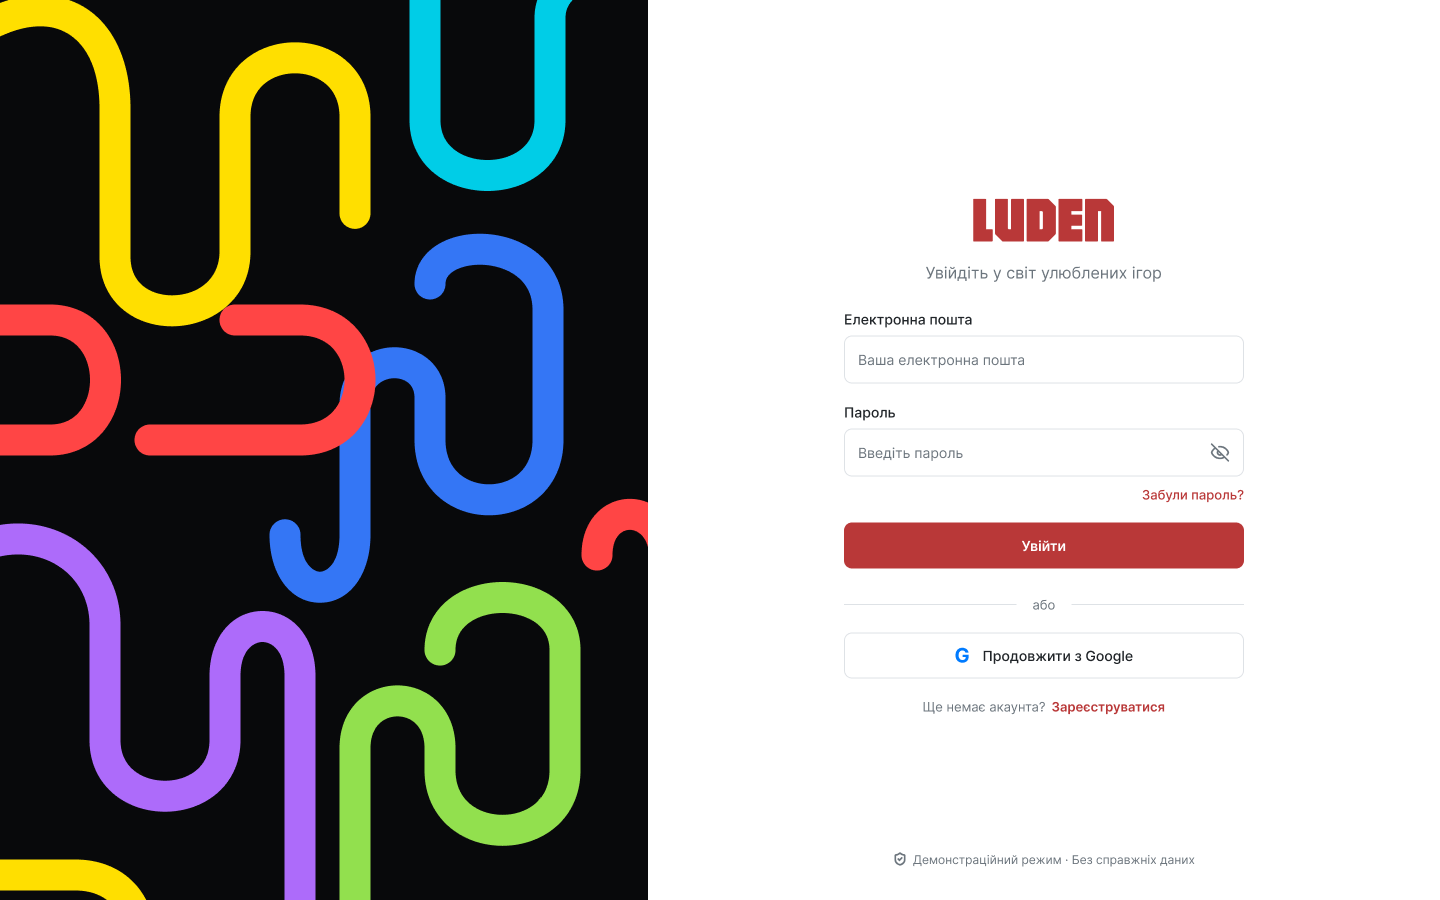 LUDEN
Увійдіть у світ улюблених ігор
Електронна пошта
Ваша електронна пошта
Пароль
Введіть пароль
Забули пароль?
Увійти
або
G Продовжити з Google
Ще немає акаунта? Зареєструватися
Демонстраційний режим · Без справжніх даних